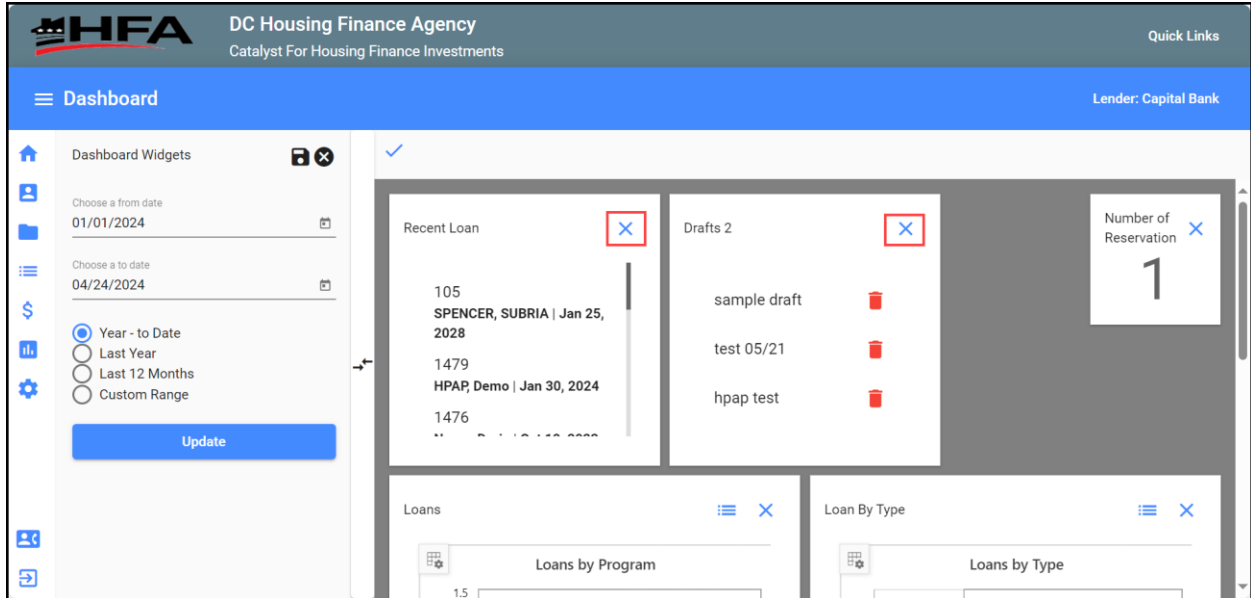 HFA
DC Housing Finance Agency
Catalyst For Housing Finance Investments
Quick Links
Dashboard
Lender: Capital Bank
Dashboard Widgets
Choose a from date
01/01/2024
Choose a to date
04/24/2024
Year - to Date
Last Year
Last 12 Months
Custom Range
Update
Recent Loan
105
SPENCER, SUBRIA | Jan 25,
2028
1479
HPAP, Demo | Jan 30, 2024
1476
Drafts 2
sample draft
test 05/21
hpap test
Number of
Reservation
1
Loans
Loans by Program
1.5
Loan By Type
Loans by Type